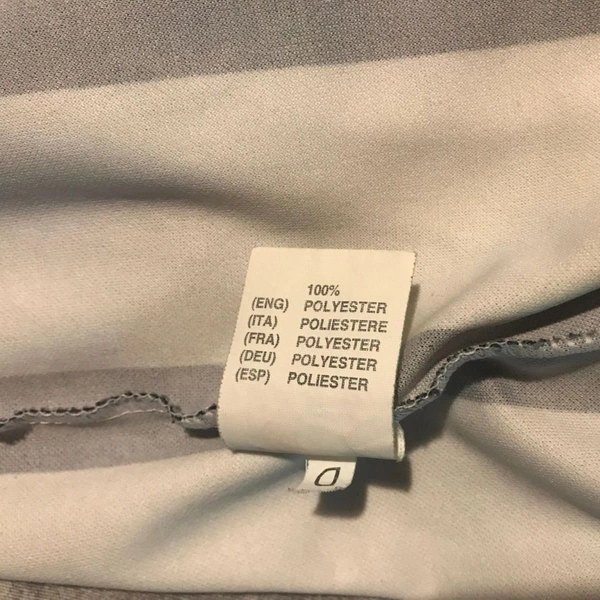 100%
(ENG) POLYESTER
(ITA) POLIESTERE
(FRA) POLYESTER
(DEU) POLYESTER
(ESP) POLIESTER
D